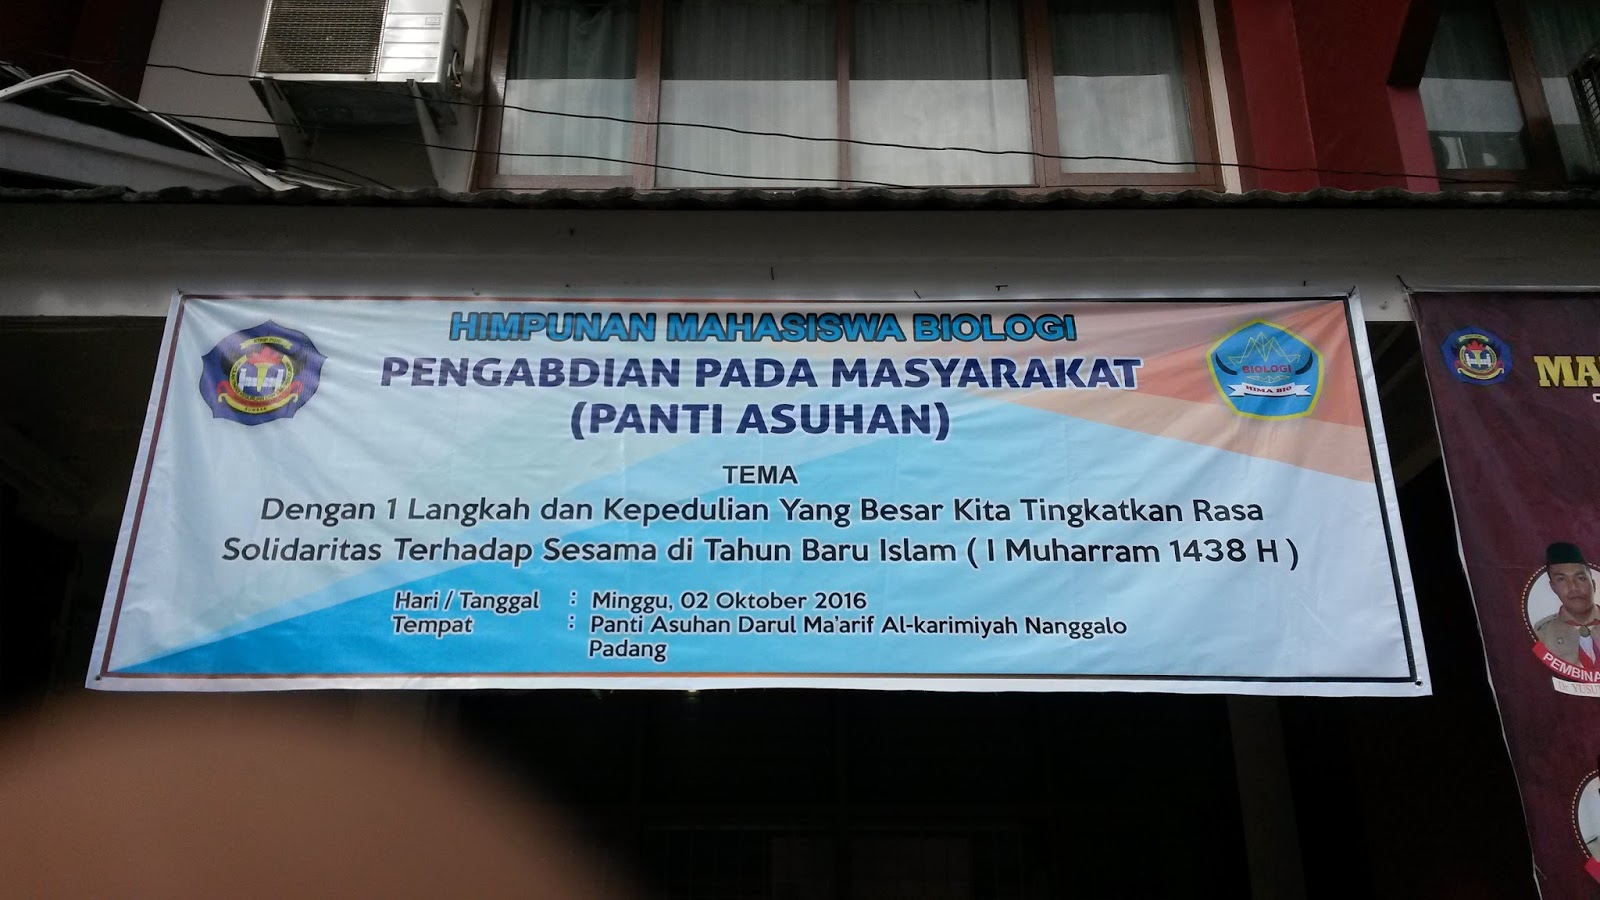 HIMPUNAN MAHASISWA BIOLOGI
PENGABDIAN PADA MASYARAKAT
(PANTI ASUHAN)
BIOLOGI
HIMA BIO
TEMA
Dengan 1 Langkah dan Kepedulian Yang Besar Kita Tingkatkan Rasa
Solidaritas Terhadap Sesama di Tahun Baru Islam ( I Muharram 1438 H )
Hari / Tanggal : Minggu, 02 Oktober 2016
Tempat : Panti Asuhan Darul Ma'arif Al-karimiyah Nanggalo
Padang
MA
PEMBINA